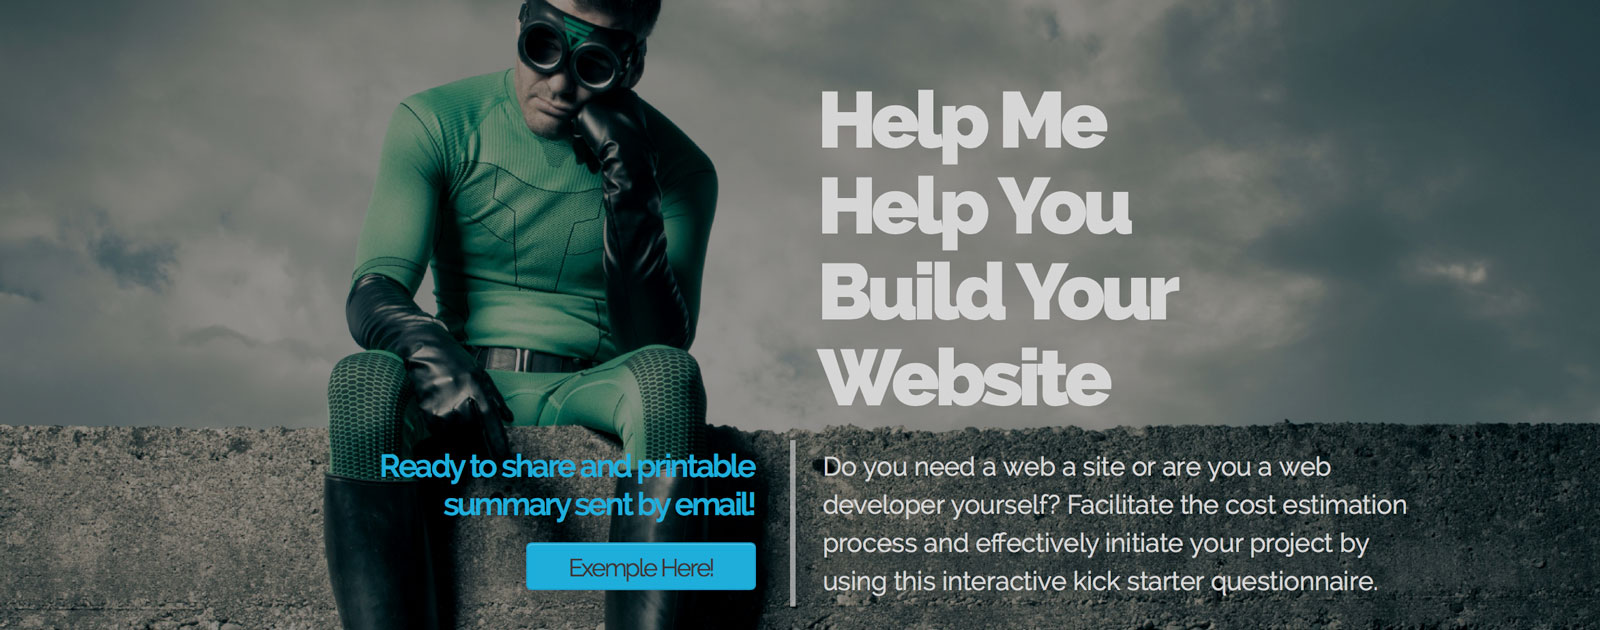 Help Me
Help You
Build Your
Website
Ready to share and printable
summary sent by email!
Exemple Here!
Do you need a web a site or are you a web
developer yourself? Facilitate the cost estimation
process and effectively initiate your project by
using this interactive kick starter questionnaire.